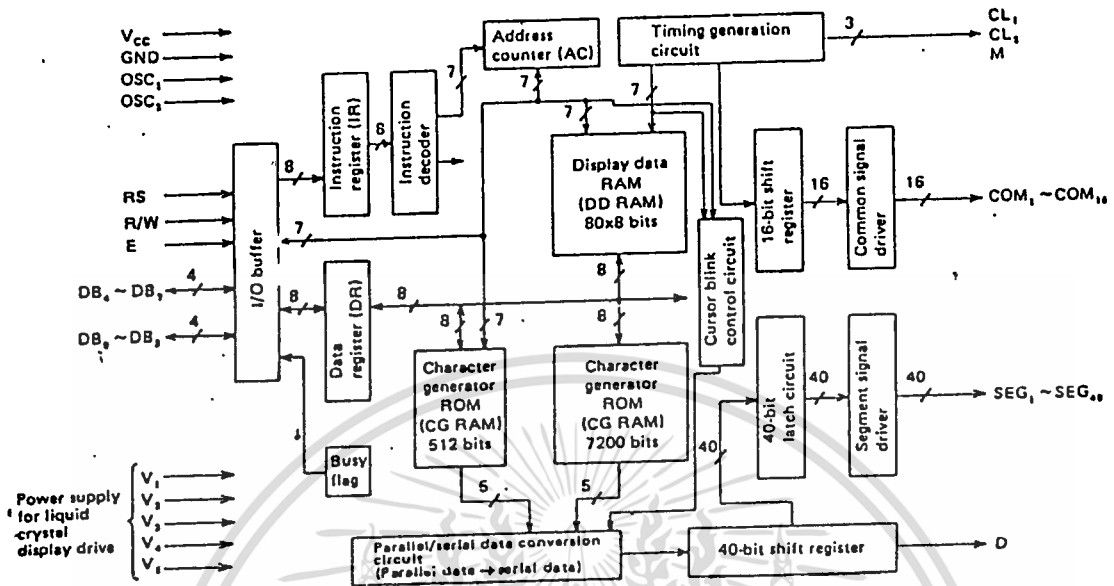 V_CC
GND
OSC₁
OSC₂
RS
R/W
E
DB₄ ~ DB₇
4
DB₀ ~ DB₃
4
I/O buffer
8
7
8
Instruction
register (IR)
8
Instruction
decoder
7
Address
counter (AC)
7
Timing generation
circuit
3
CL₁
CL₂
M
7
7
Display data
RAM
(DD RAM)
80x8 bits
8
8
Data
register (DR)
8
8
7
Character
generator
ROM
(CG RAM)
512 bits
Character
generator
ROM
(CG RAM)
7200 bits
5
5
Cursor blink
control circuit
16-bit shift
register
16
Common signal
driver
16
COM₁ ~ COM₁₆
40-bit
latch circuit
40
Segment signal
driver
40
SEG₁ ~ SEG₄₀
40
Busy
flag
Power supply
for liquid
crystal
display drive
V₁
V₂
V₃
V₄
V₅
Parallel/serial data conversion
circuit
(Parallel date → serial data)
40-bit shift register
D